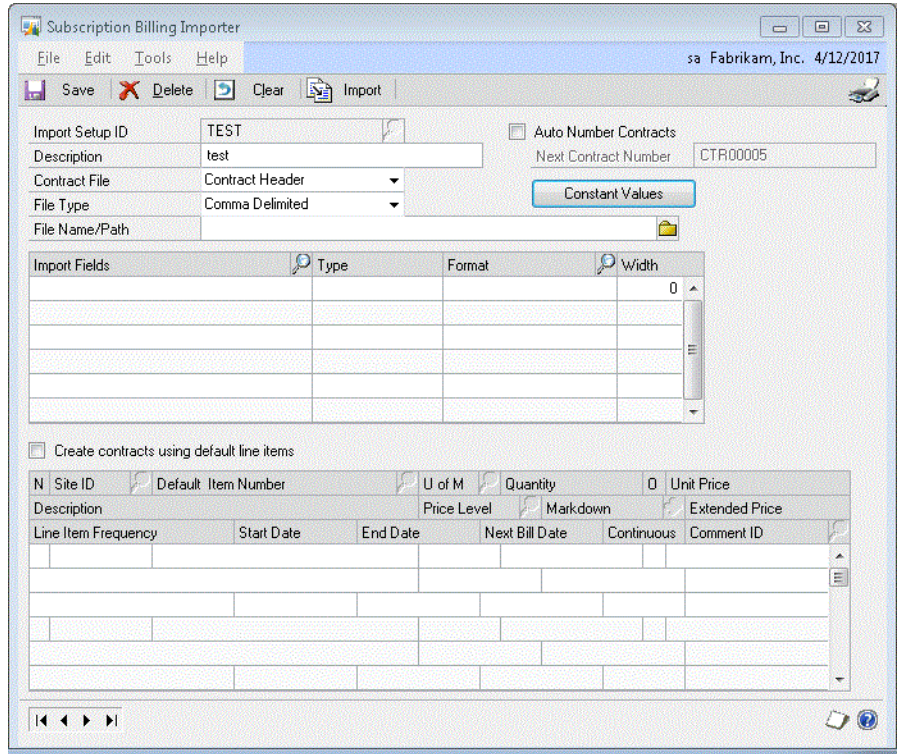 Subscription Billing Importer
File Edit Tools Help sa Fabrikam, Inc. 4/12/2017
Save Delete Clear Import
Import Setup ID TEST Auto Number Contracts
Description test Next Contract Number CTR00005
Contract File Contract Header Constant Values
File Type Comma Delimited
File Name/Path
Import Fields Type Format Width
0
Create contracts using default line items
N Site ID Default Item Number U of M Quantity O Unit Price
Description Price Level Markdown Extended Price
Line Item Frequency Start Date End Date Next Bill Date Continuous Comment ID